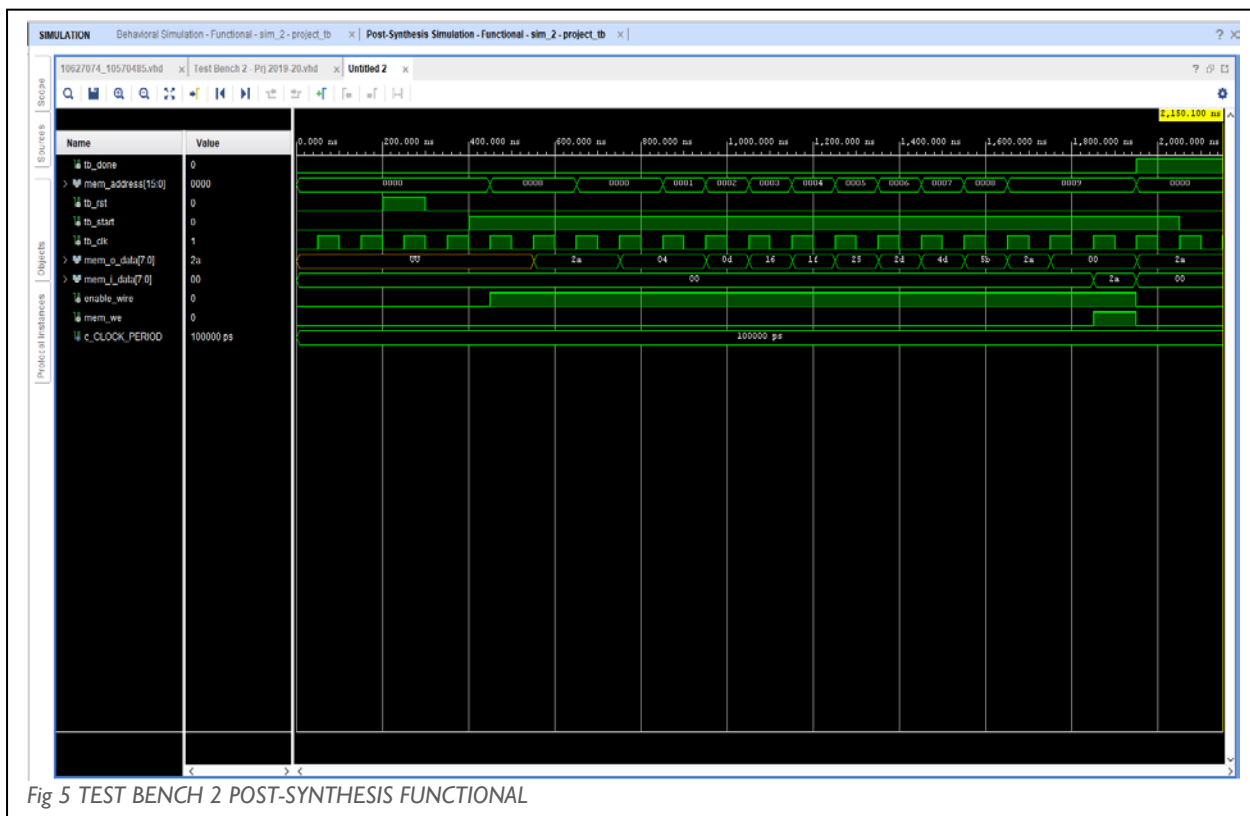 SIMULATION Behavioral Simulation - Functional - sim_2 - project_tb × Post-Synthesis Simulation - Functional - sim_2 - project_tb ×
10627074_10570485.vhd × Test Bench 2 - Prj 2019-20.vhd × Untitled 2 ×
Scope
Sources
Objects
Protocol Instances
2,150.100 ns
Name Value 0.000 ns 200.000 ns 400.000 ns 600.000 ns 800.000 ns 1,000.000 ns 1,200.000 ns 1,400.000 ns 1,600.000 ns 1,800.000 ns 2,000.000 ns
tb_done 0
mem_address[15:0] 0000 0000 0008 0000 0001 0002 0003 0004 0005 0006 0007 0008 0009 0000
tb_rst 0
tb_start 0
tb_clk 1
mem_o_data[7:0] 2a UU 2a 04 0d 16 1f 25 2d 4d 5b 2a 00 2a
mem_i_data[7:0] 00 00 2a 00
enable_wire 0
mem_we 0
c_CLOCK_PERIOD 100000 ps 100000 ps
Fig 5 TEST BENCH 2 POST-SYNTHESIS FUNCTIONAL